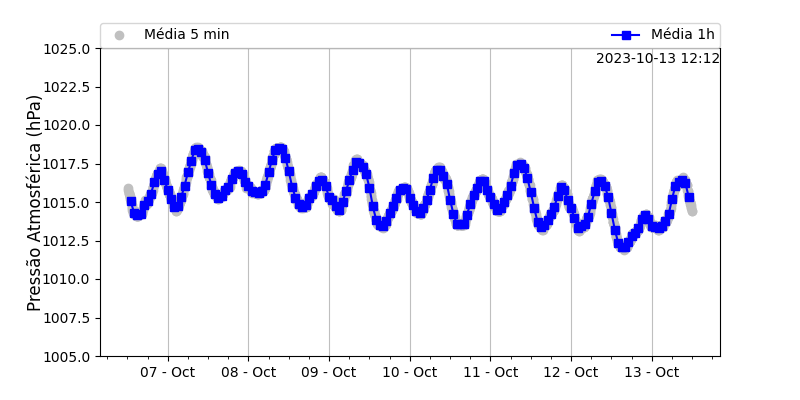 Média 5 min
Média 1h
2023-10-13 12:12
Pressão Atmosférica (hPa)
1025.0
1022.5
1020.0
1017.5
1015.0
1012.5
1010.0
1007.5
1005.0
07 - Oct
08 - Oct
09 - Oct
10 - Oct
11 - Oct
12 - Oct
13 - Oct